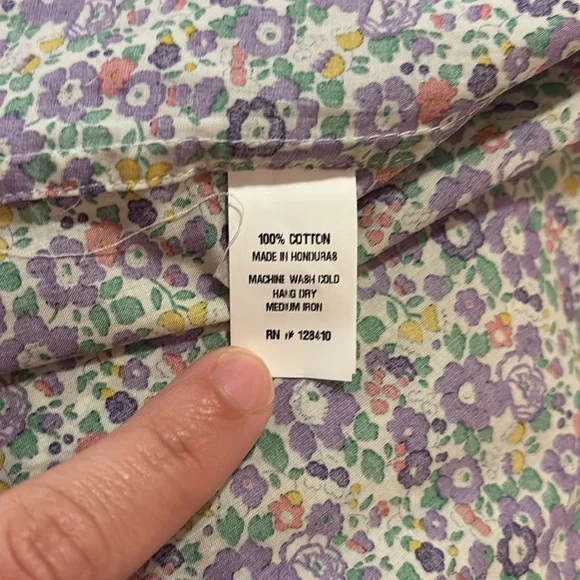 100% COTTON
MADE IN HONDURAS
MACHINE WASH COLD
HANG DRY
MEDIUM IRON
RN # 128410